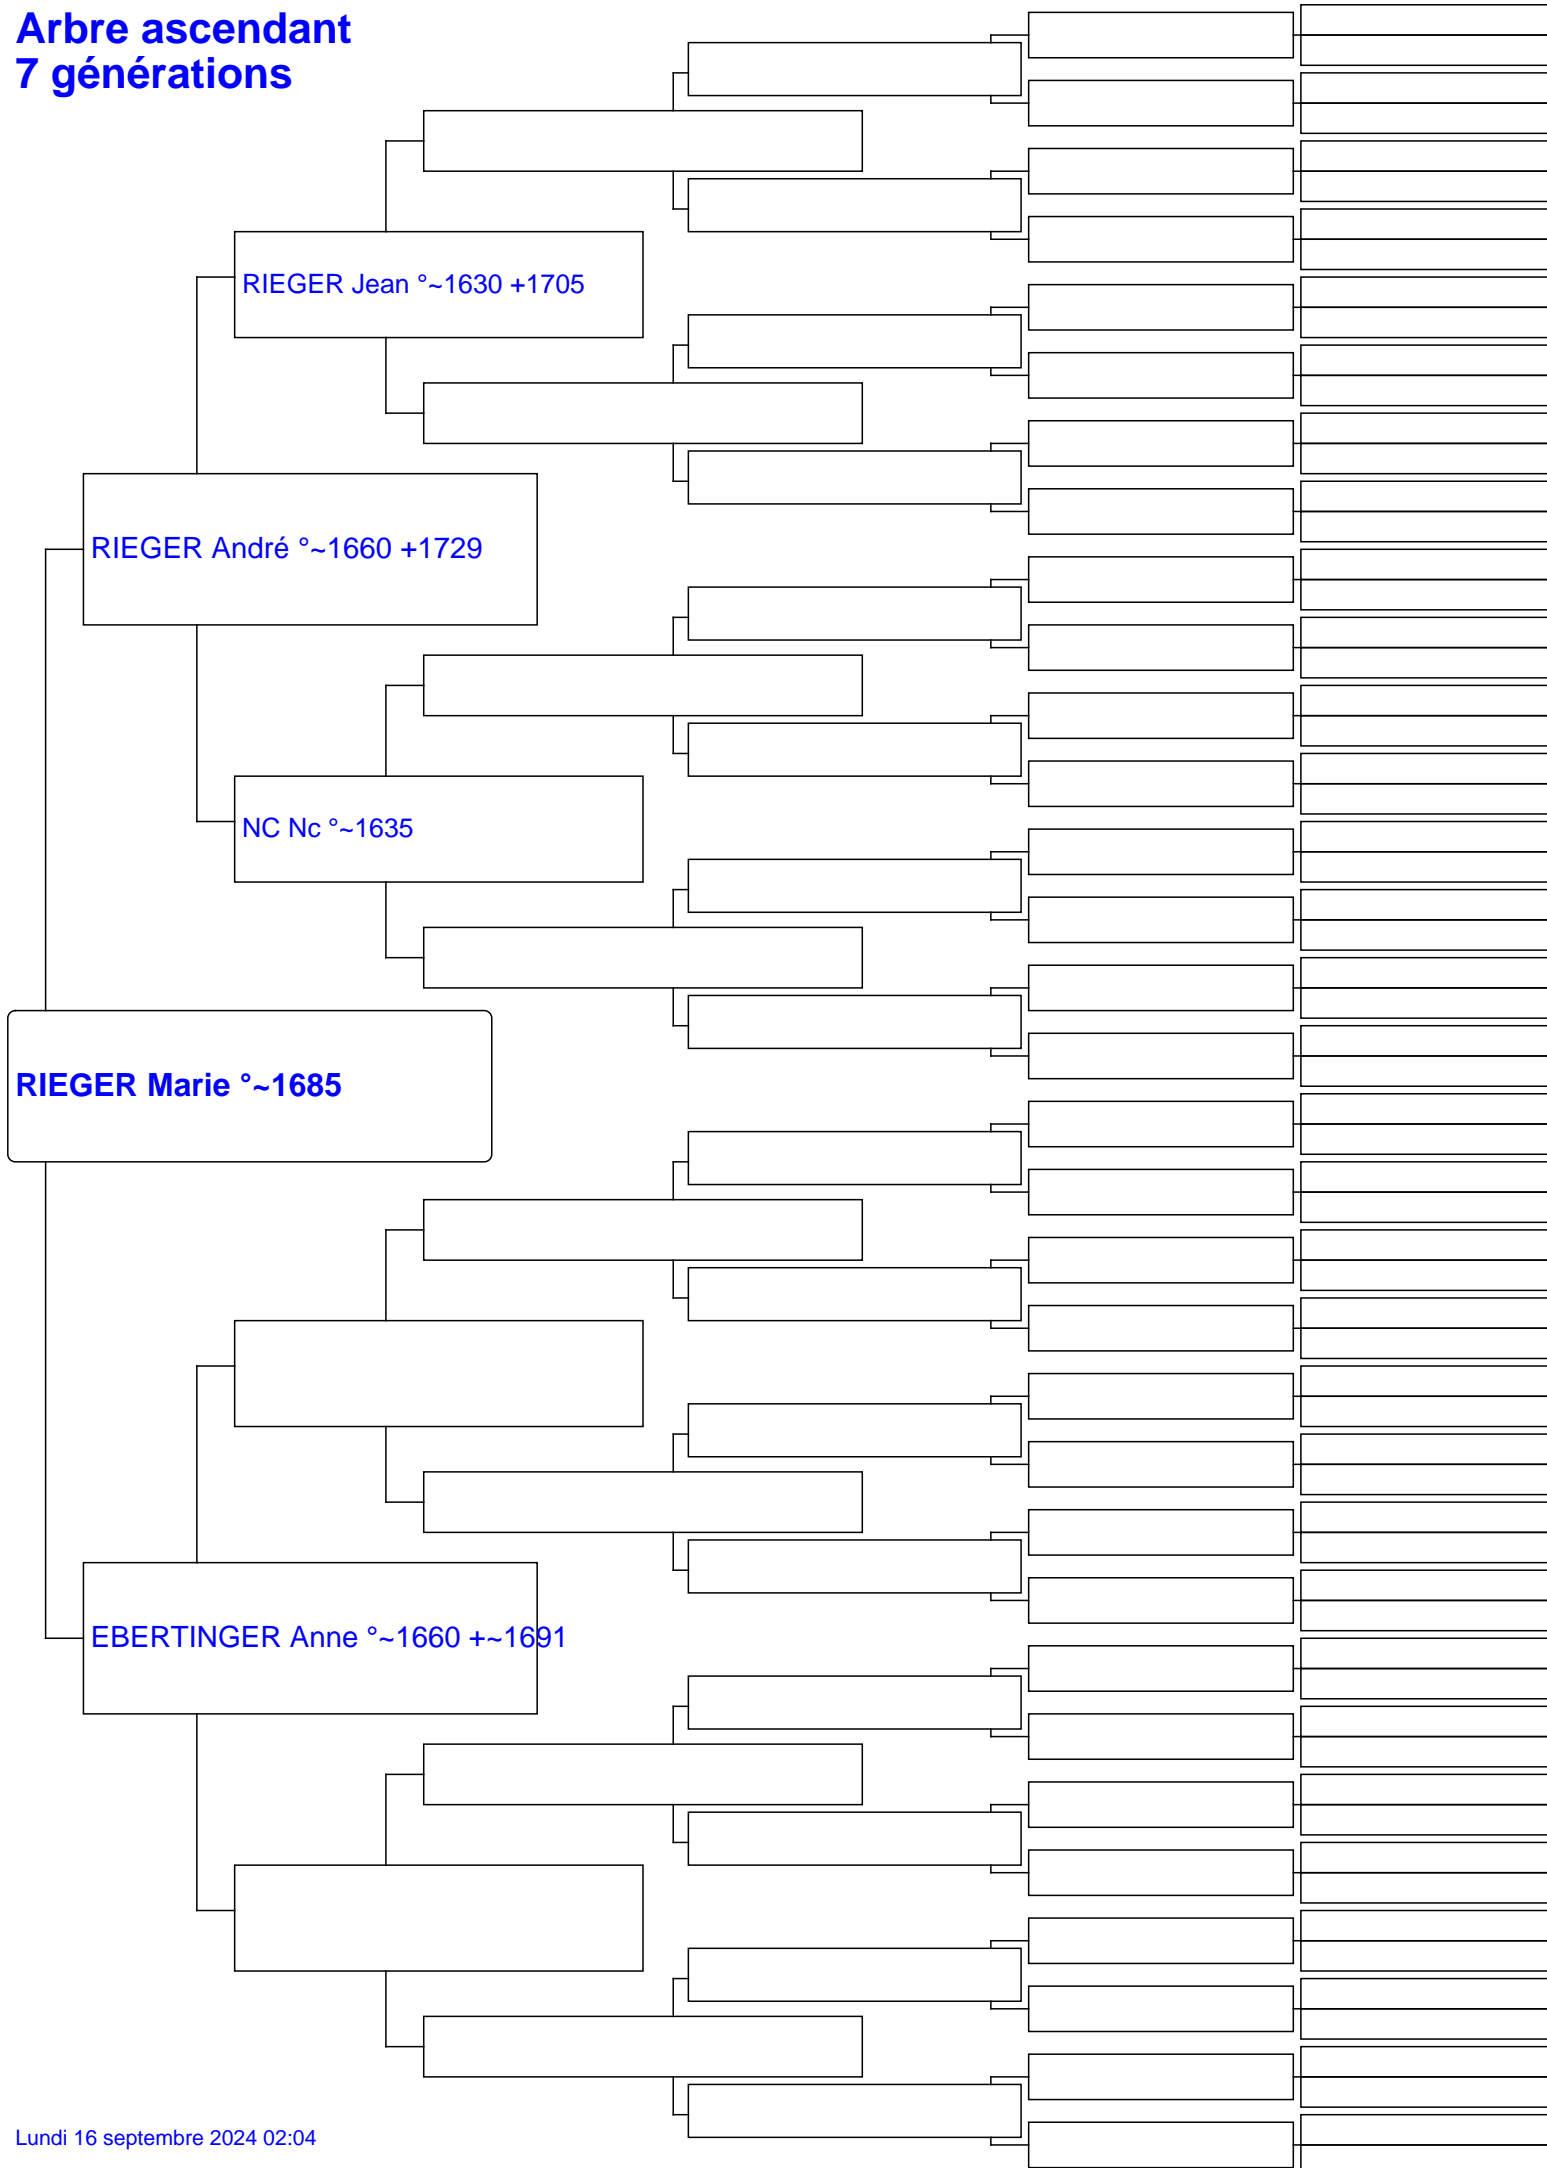 Arbre ascendant
7 générations
RIEGER Jean °~1630 +1705
RIEGER André °~1660 +1729
NC Nc °~1635
RIEGER Marie °~1685
EBERTINGER Anne °~1660 +~1691
Lundi 16 septembre 2024 02:04